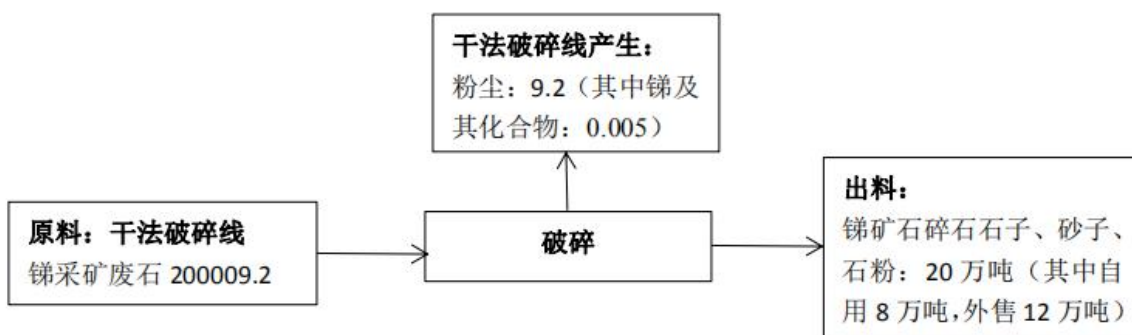 干法破碎线产生：
粉尘：9.2（其中锑及
其化合物：0.005）
原料：干法破碎线
锑采矿废石 200009.2
破碎
出料：
锑矿石碎石石子、砂子、
石粉：20 万吨（其中自
用 8 万吨，外售 12 万吨）